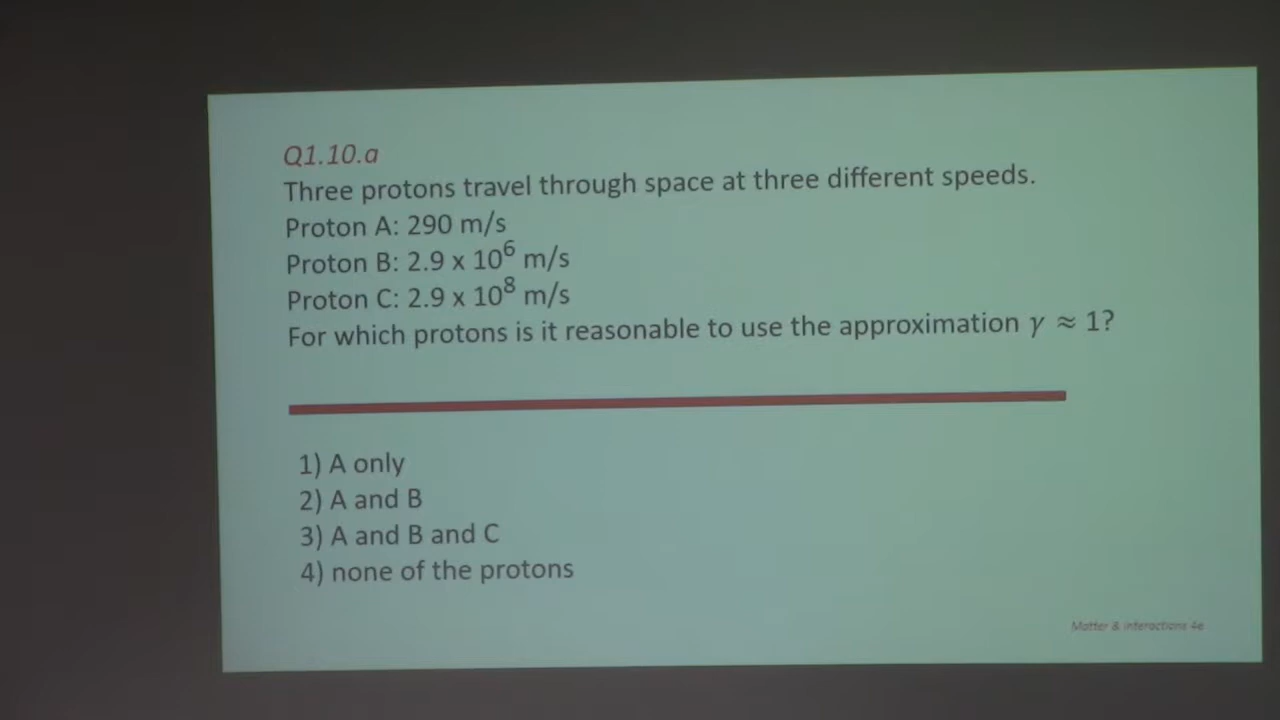 Q1.10.a
Three protons travel through space at three different speeds.
Proton A: 290 m/s
Proton B: 2.9 x 10⁶ m/s
Proton C: 2.9 x 10⁸ m/s
For which protons is it reasonable to use the approximation γ ≈ 1?
1) A only
2) A and B
3) A and B and C
4) none of the protons
Matter & Interactions 4e